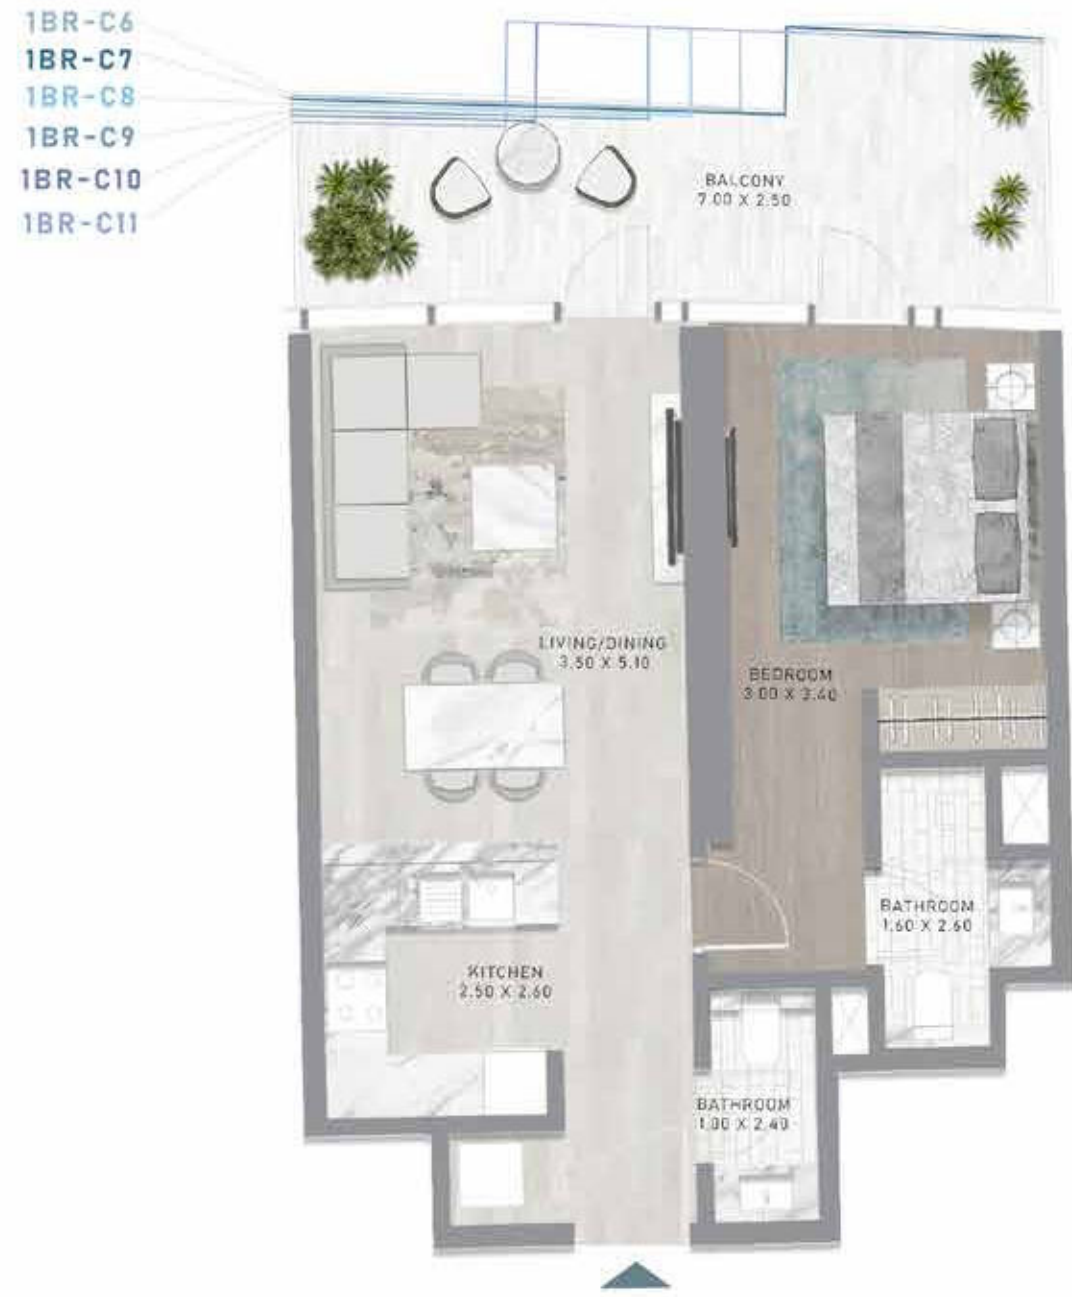 1BR-C6
1BR-C7
1BR-C8
1BR-C9
1BR-C10
1BR-C11
BALCONY
7.00 X 2.50
LIVING/DINING
3.50 X 5.10
BEDROOM
3.00 X 3.40
BATHROOM
1.60 X 2.60
KITCHEN
2.50 X 2.60
BATHROOM
1.00 X 2.40